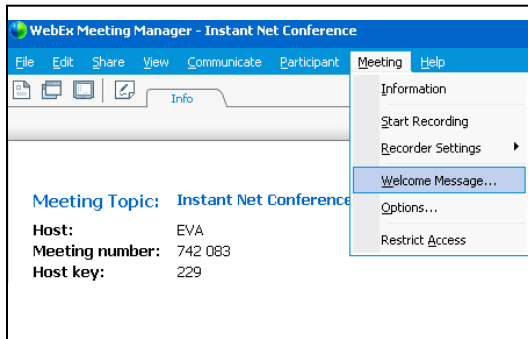 WebEx Meeting Manager - Instant Net Conference
File Edit Share View Communicate Participant Meeting Help
Info
Information
Start Recording
Recorder Settings
Welcome Message...
Options...
Restrict Access
Meeting Topic: Instant Net Conference
Host: EVA
Meeting number: 742 083
Host key: 229